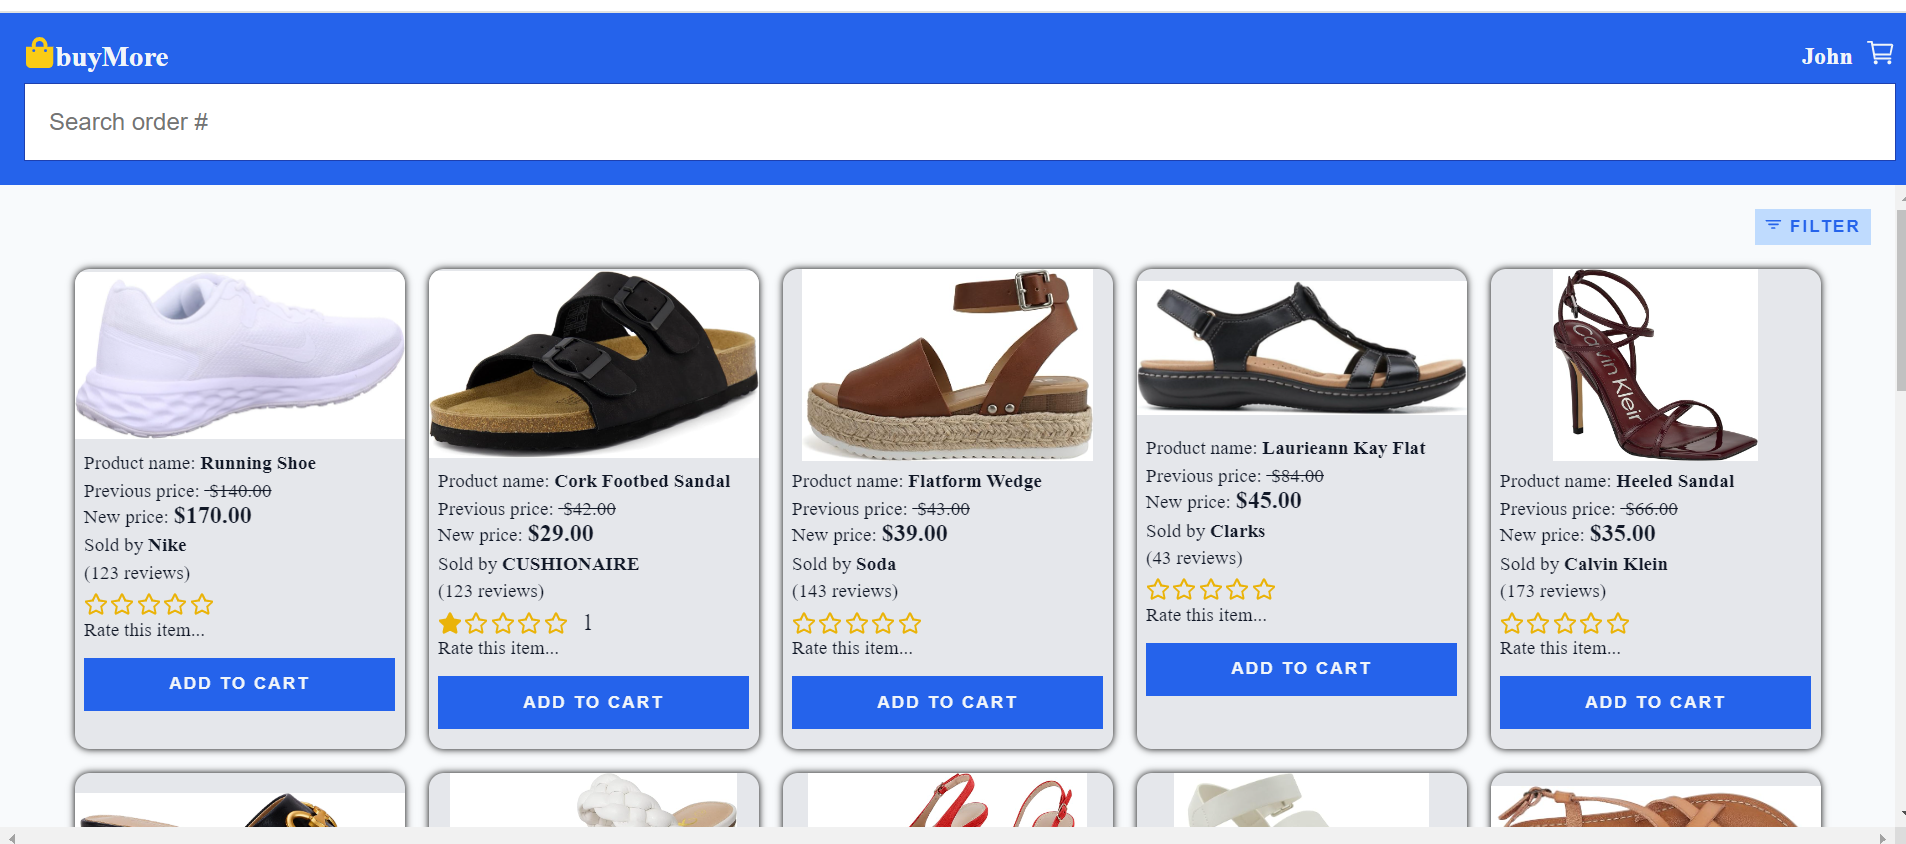 buyMore
John
Search order #
FILTER
Product name: Running Shoe
Previous price: $140.00
New price: $170.00
Sold by Nike
(123 reviews)
Rate this item...
ADD TO CART
Product name: Cork Footbed Sandal
Previous price: $42.00
New price: $29.00
Sold by CUSHIONAIRE
(123 reviews)
1
Rate this item...
ADD TO CART
Product name: Flatform Wedge
Previous price: $43.00
New price: $39.00
Sold by Soda
(143 reviews)
Rate this item...
ADD TO CART
Product name: Laurieann Kay Flat
Previous price: $84.00
New price: $45.00
Sold by Clarks
(43 reviews)
Rate this item...
ADD TO CART
Calvin Klein
Product name: Heeled Sandal
Previous price: $66.00
New price: $35.00
Sold by Calvin Klein
(173 reviews)
Rate this item...
ADD TO CART